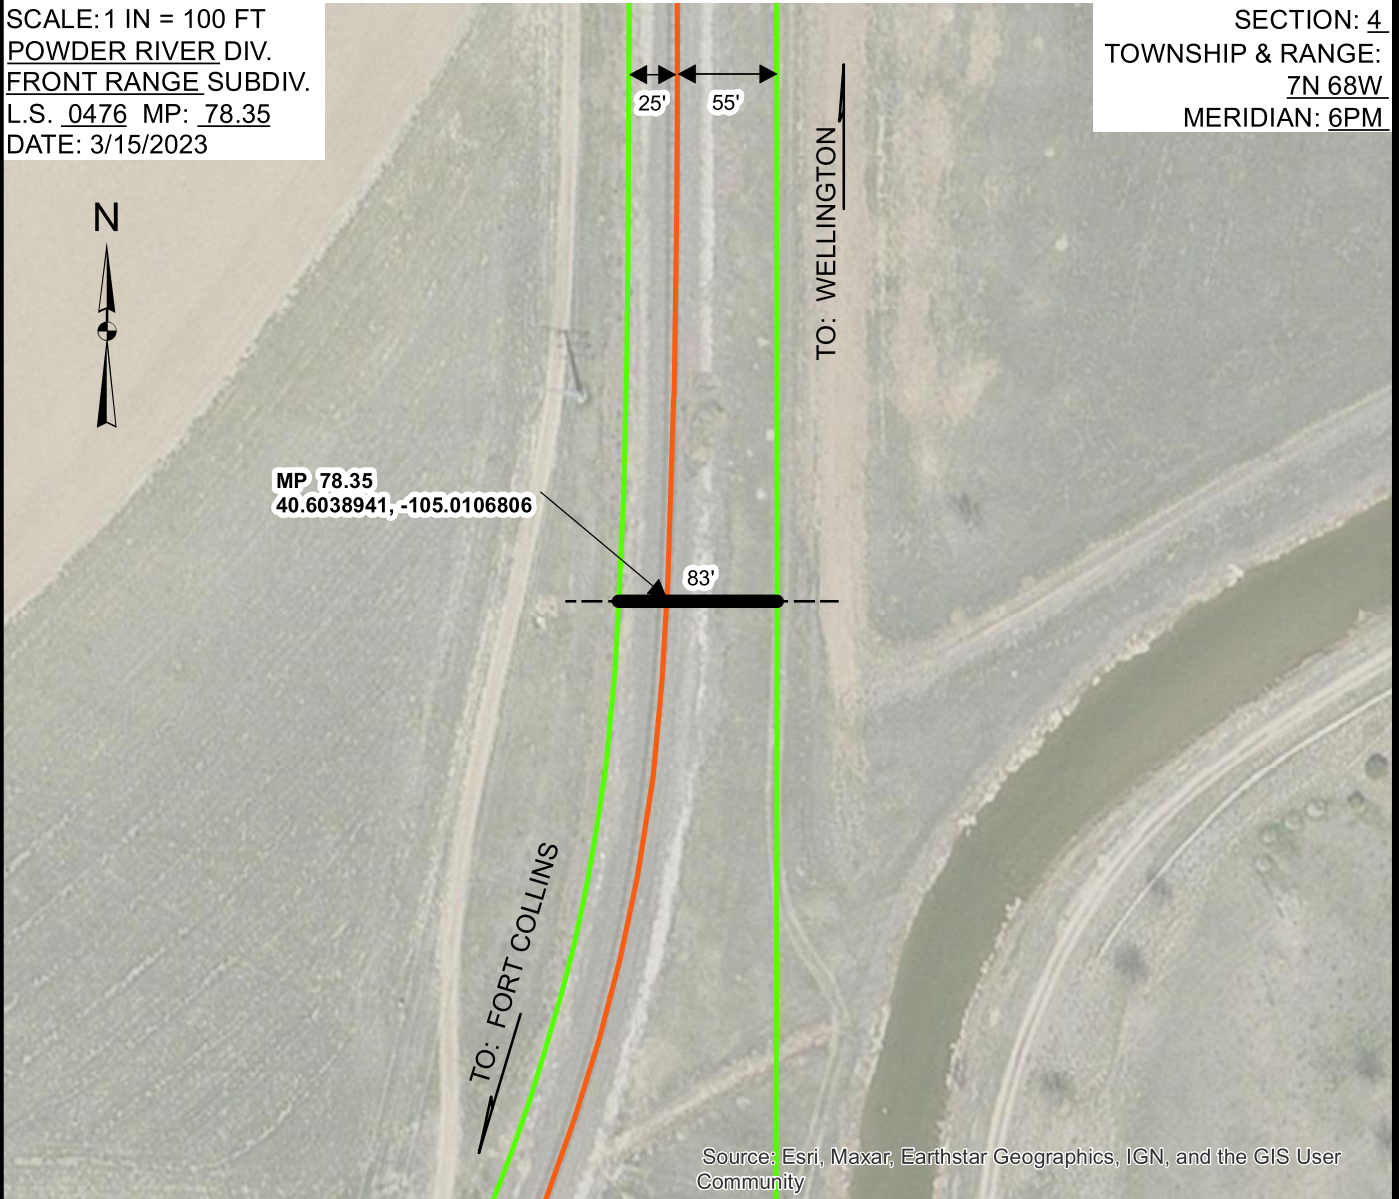 SCALE: 1 IN = 100 FT
POWDER RIVER DIV.
FRONT RANGE SUBDIV.
L.S. 0476 MP: 78.35
DATE: 3/15/2023
SECTION: 4
TOWNSHIP & RANGE:
7N 68W
MERIDIAN: 6PM
25' 55'
TO: WELLINGTON
N
MP 78.35
40.6038941, -105.0106806
83'
TO: FORT COLLINS
Source: Esri, Maxar, Earthstar Geographics, IGN, and the GIS User
Community